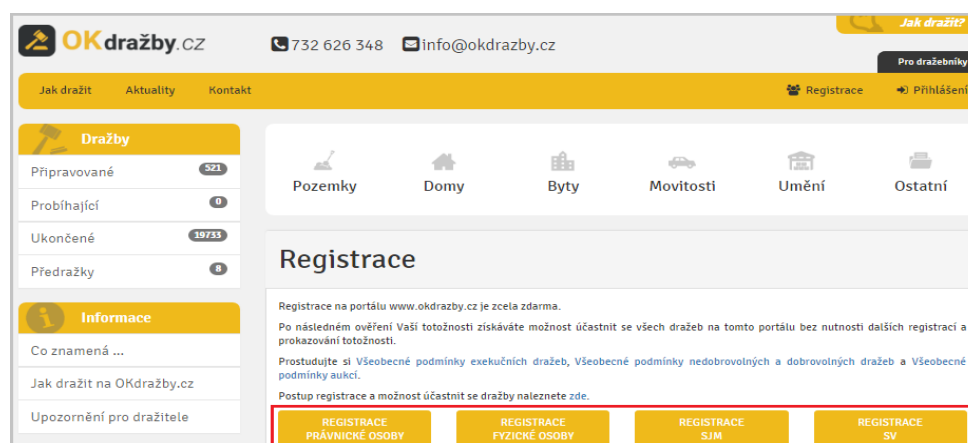 OKdražby.cz
732 626 348 info@okdrazby.cz
Jak dražit?
Pro dražebníky
Jak dražit Aktuality Kontakt Registrace Přihlášení
Dražby
Připravované 521
Probíhající 0
Ukončené 19733
Předražky 8
Informace
Co znamená ...
Jak dražit na OKdražby.cz
Upozornění pro dražitele
Pozemky Domy Byty Movitosti Umění Ostatní
Registrace
Registrace na portálu www.okdrazby.cz je zcela zdarma.
Po následném ověření Vaší totožnosti získáváte možnost účastnit se všech dražeb na tomto portálu bez nutnosti dalších registrací a
prokazování totožnosti.
Prostudujte si Všeobecné podmínky exekučních dražeb, Všeobecné podmínky nedobrovolných a dobrovolných dražeb a Všeobecné
podmínky aukcí.
Postup registrace a možnost účastnit se dražby naleznete zde.
REGISTRACE
PRÁVNICKÉ OSOBY
REGISTRACE
FYZICKÉ OSOBY
REGISTRACE
SJM
REGISTRACE
SV